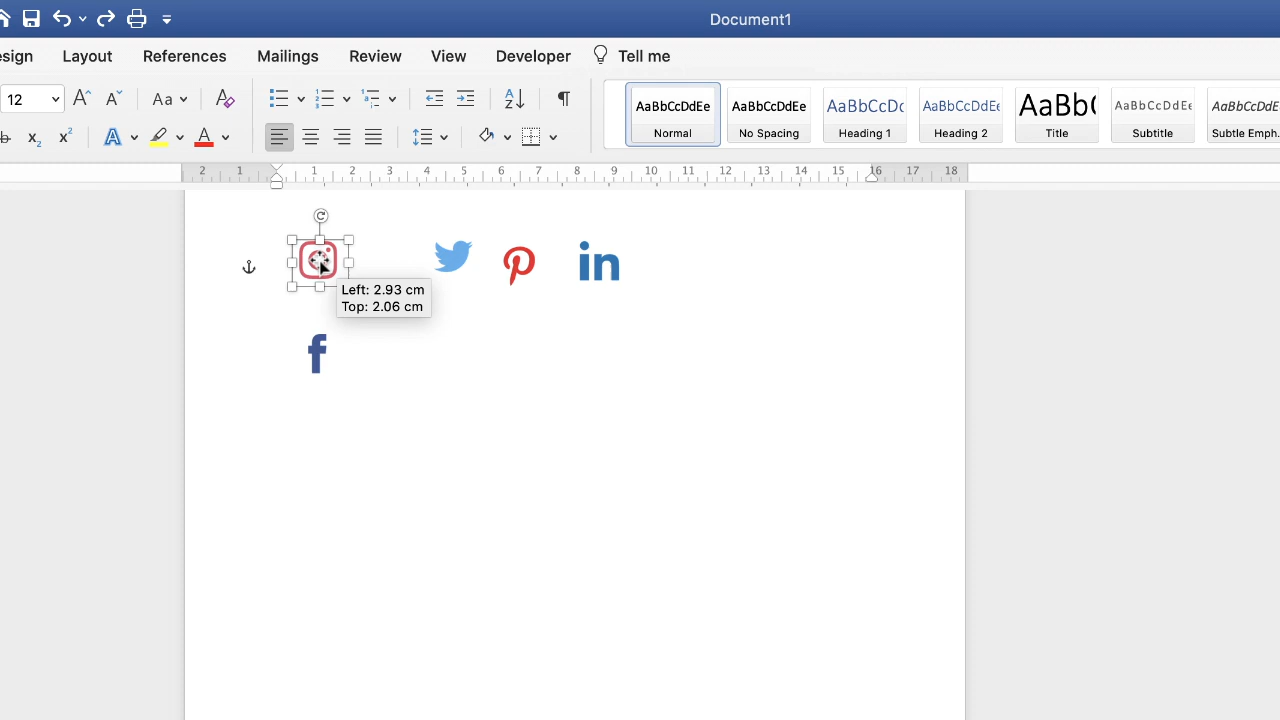 Document1
esign Layout References Mailings Review View Developer Tell me
12 Aa A Z
x₂ x² A A
AaBbCcDdEe AaBbCcDdEe AaBbCcDc AaBbCcDdEe AaBb( AaBbCcDdEe AaBbCcDdE
Normal No Spacing Heading 1 Heading 2 Title Subtitle Subtle Emph
2 1 1 2 3 4 5 6 7 8 9 10 11 12 13 14 15 16 17 18
in
Left: 2.93 cm
Top: 2.06 cm
f